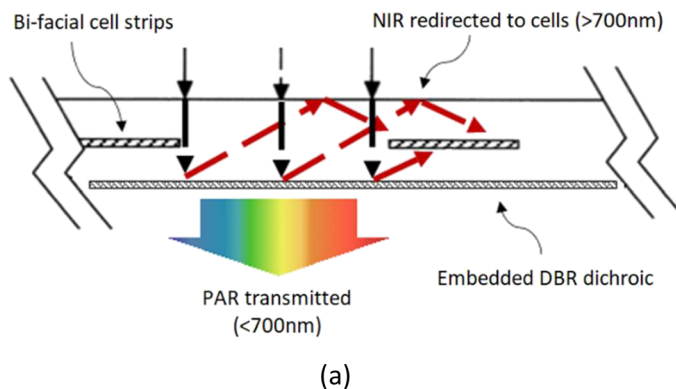 Bi-facial cell strips
NIR redirected to cells (>700nm)
Embedded DBR dichroic
PAR transmitted
(<700nm)
(a)